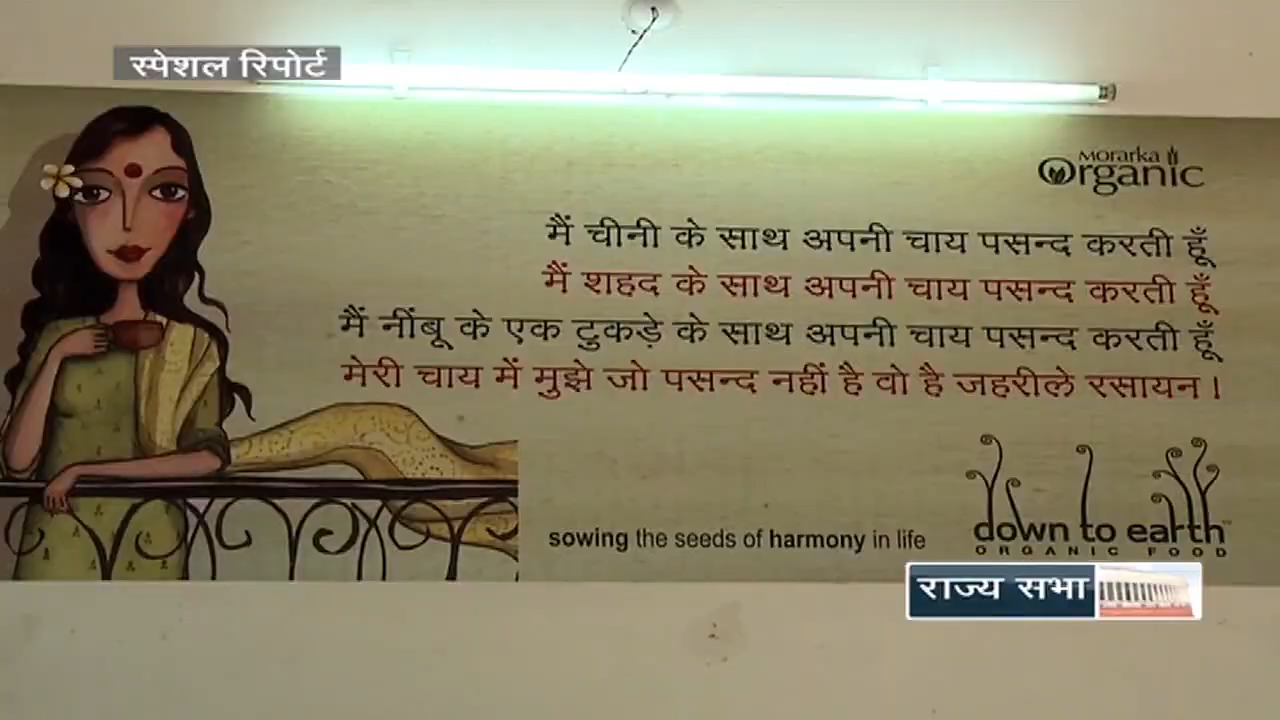 स्पेशल रिपोर्ट
MORARKA
Organic
मैं चीनी के साथ अपनी चाय पसन्द करती हूँ
मैं शहद के साथ अपनी चाय पसन्द करती हूँ
मैं नींबू के एक टुकड़े के साथ अपनी चाय पसन्द करती हूँ
मेरी चाय में मुझे जो पसन्द नहीं है वो है जहरीले रसायन।
sowing the seeds of harmony in life
down to earth™
ORGANIC FOOD
राज्य सभा